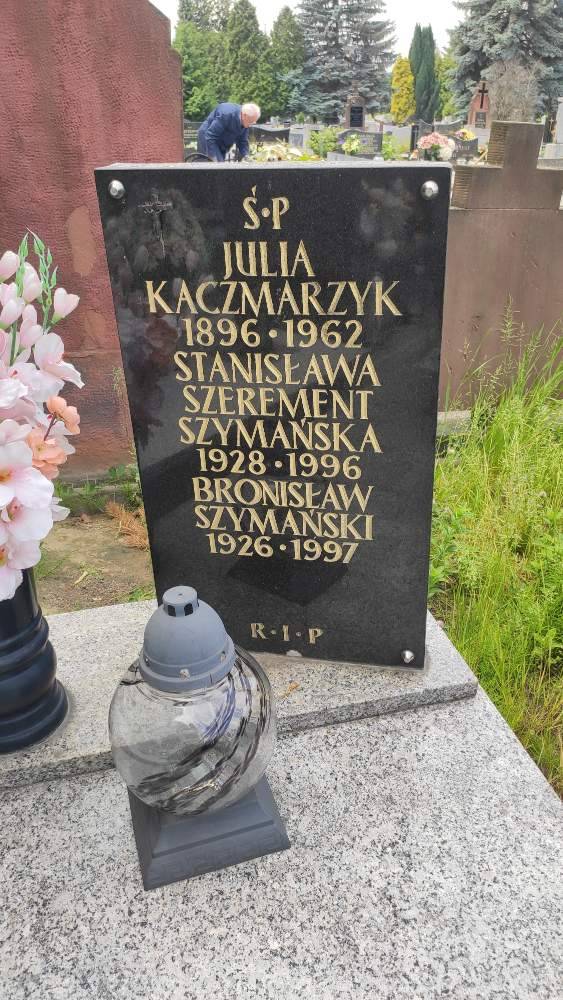 Ś·P
JULIA
KACZMARZYK
1896·1962
STANISŁAWA
SZEREMENT
SZYMAŃSKA
1928·1996
BRONISŁAW
SZYMAŃSKI
1926·1997
R·I·P